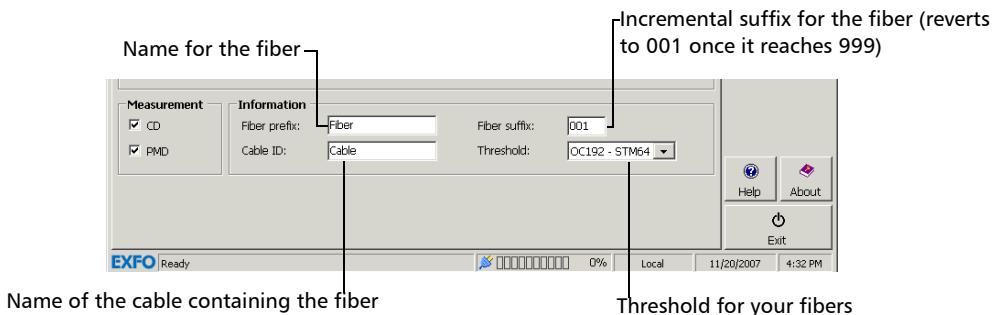 Incremental suffix for the fiber (reverts
to 001 once it reaches 999)
Name for the fiber
Measurement
Information
CD
Fiber prefix:
Fiber
Fiber suffix:
001
PMD
Cable ID:
Cable
Threshold:
OC192 - STM64
Help
About
Exit
EXFO Ready
0%
Local
11/20/2007
4:32 PM
Name of the cable containing the fiber
Threshold for your fibers